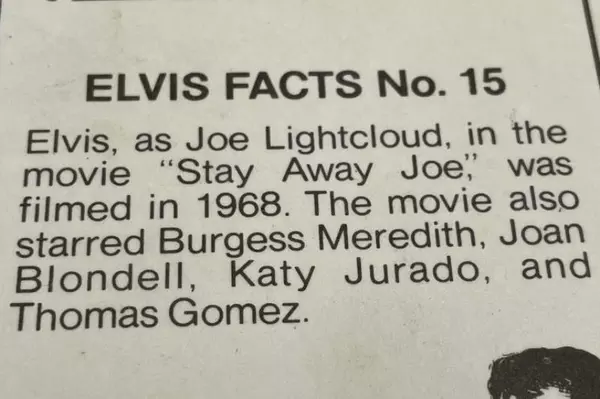 ELVIS FACTS No. 15
Elvis, as Joe Lightcloud, in the
movie “Stay Away Joe,” was
filmed in 1968. The movie also
starred Burgess Meredith, Joan
Blondell, Katy Jurado, and
Thomas Gomez.